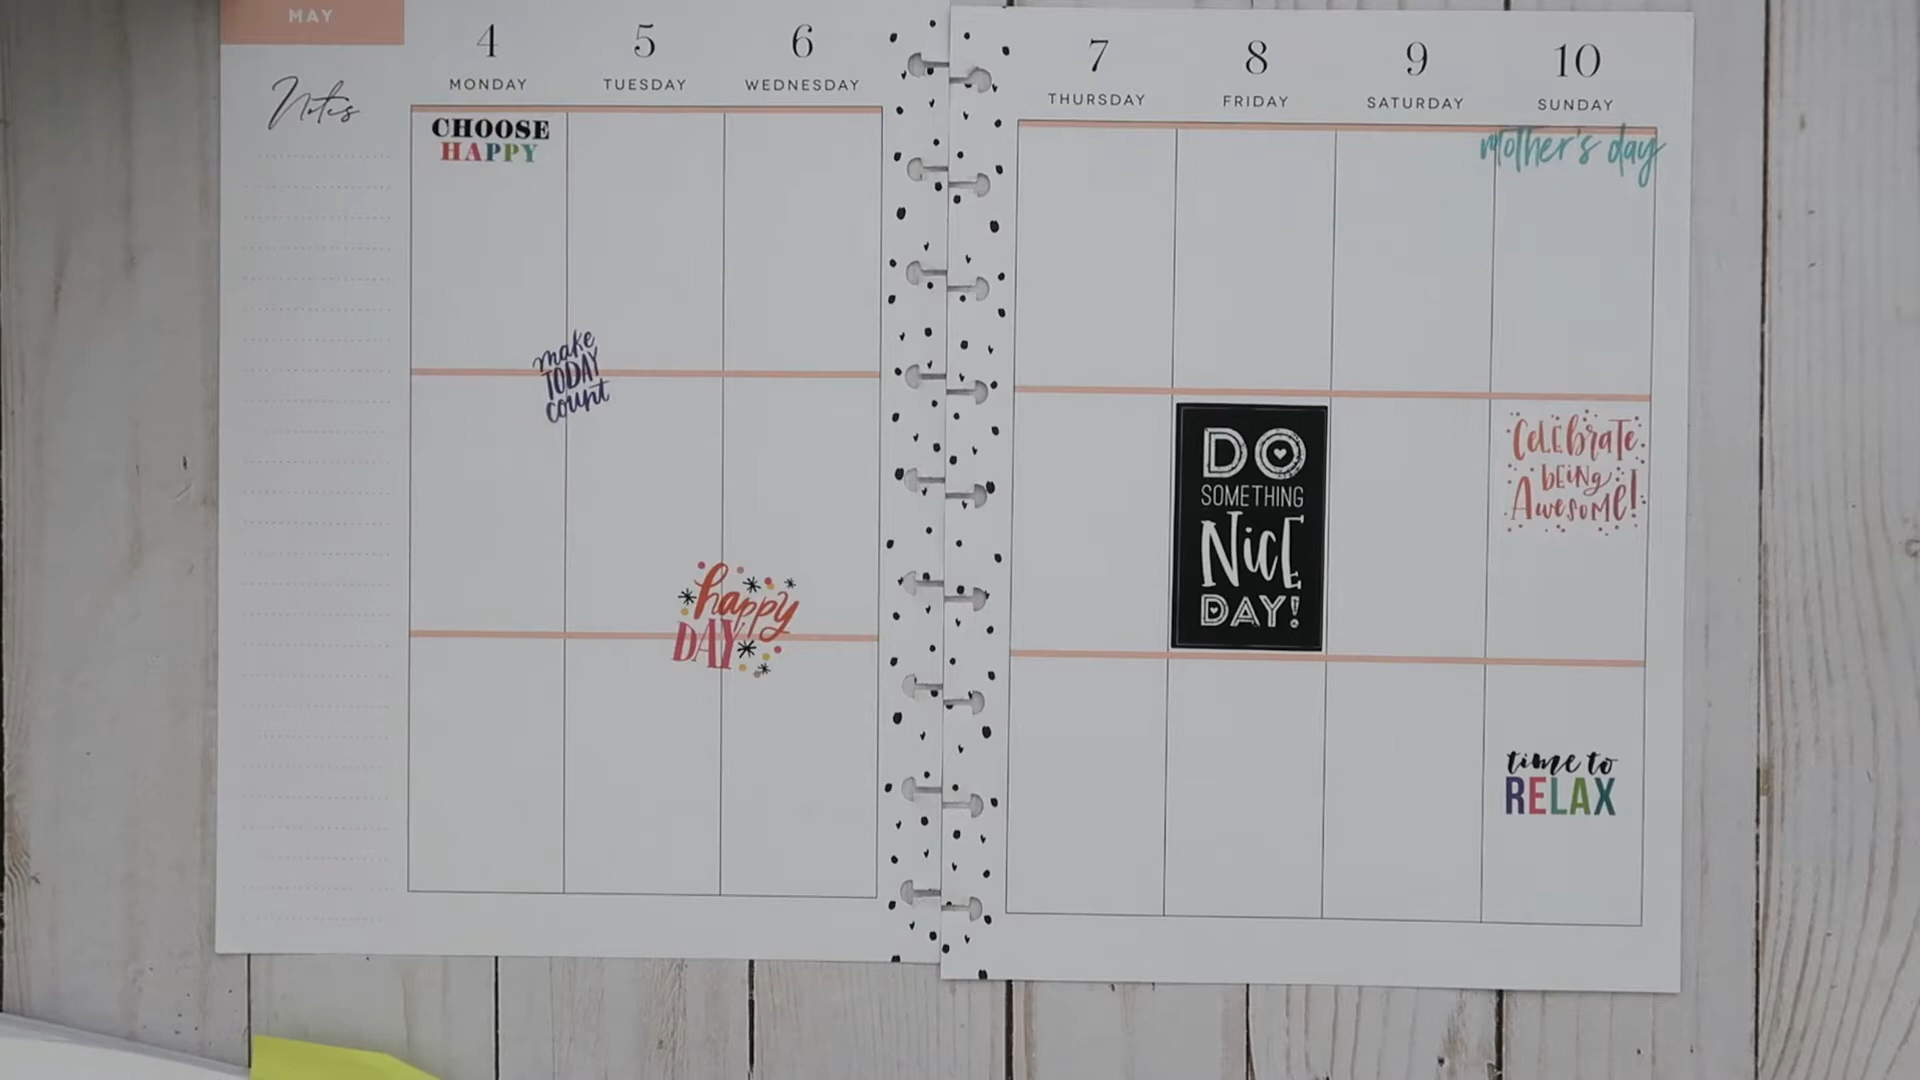 MAY
Notes
4
MONDAY
5
TUESDAY
6
WEDNESDAY
7
THURSDAY
8
FRIDAY
9
SATURDAY
10
SUNDAY
CHOOSE
HAPPY
make
TODAY
count
happy
DAY
mother's day
DO
SOMETHING
NicE
DAY!
CeLEbraTe
bEiNg
AwesoMe!
time to
RELAX